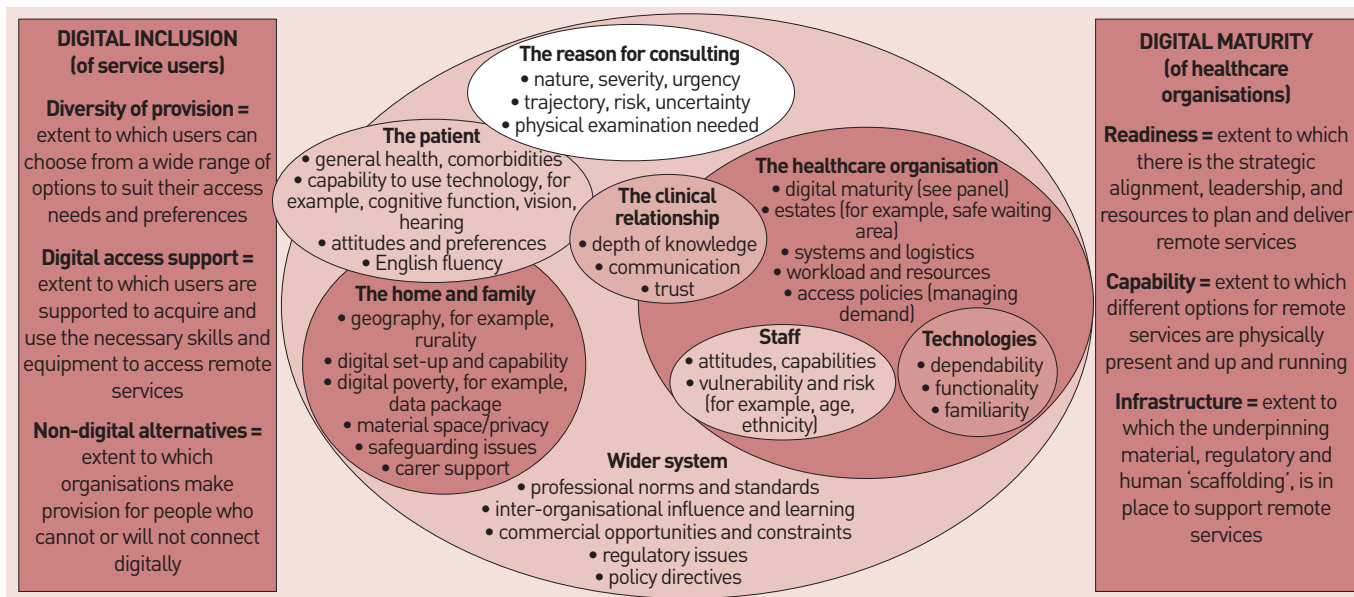 DIGITAL INCLUSION
(of service users)
Diversity of provision =
extent to which users can
choose from a wide range of
options to suit their access
needs and preferences
Digital access support =
extent to which users are
supported to acquire and
use the necessary skills and
equipment to access remote
services
Non-digital alternatives =
extent to which
organisations make
provision for people who
cannot or will not connect
digitally
The reason for consulting
• nature, severity, urgency
• trajectory, risk, uncertainty
• physical examination needed
The patient
• general health, comorbidities
• capability to use technology, for
example, cognitive function, vision,
hearing
• attitudes and preferences
• English fluency
The clinical
relationship
• depth of knowledge
• communication
• trust
The home and family
• geography, for example,
rurality
• digital set-up and capability
• digital poverty, for example,
data package
• material space/privacy
• safeguarding issues
• carer support
The healthcare organisation
• digital maturity (see panel)
• estates (for example, safe waiting
area)
• systems and logistics
• workload and resources
• access policies (managing
demand)
Staff
• attitudes, capabilities
• vulnerability and risk
(for example, age,
ethnicity)
Technologies
• dependability
• functionality
• familiarity
Wider system
• professional norms and standards
• inter-organisational influence and learning
• commercial opportunities and constraints
• regulatory issues
• policy directives
DIGITAL MATURITY
(of healthcare
organisations)
Readiness = extent to which
there is the strategic
alignment, leadership, and
resources to plan and deliver
remote services
Capability = extent to which
different options for remote
services are physically
present and up and running
Infrastructure = extent to
which the underpinning
material, regulatory and
human ‘scaffolding’, is in
place to support remote
services